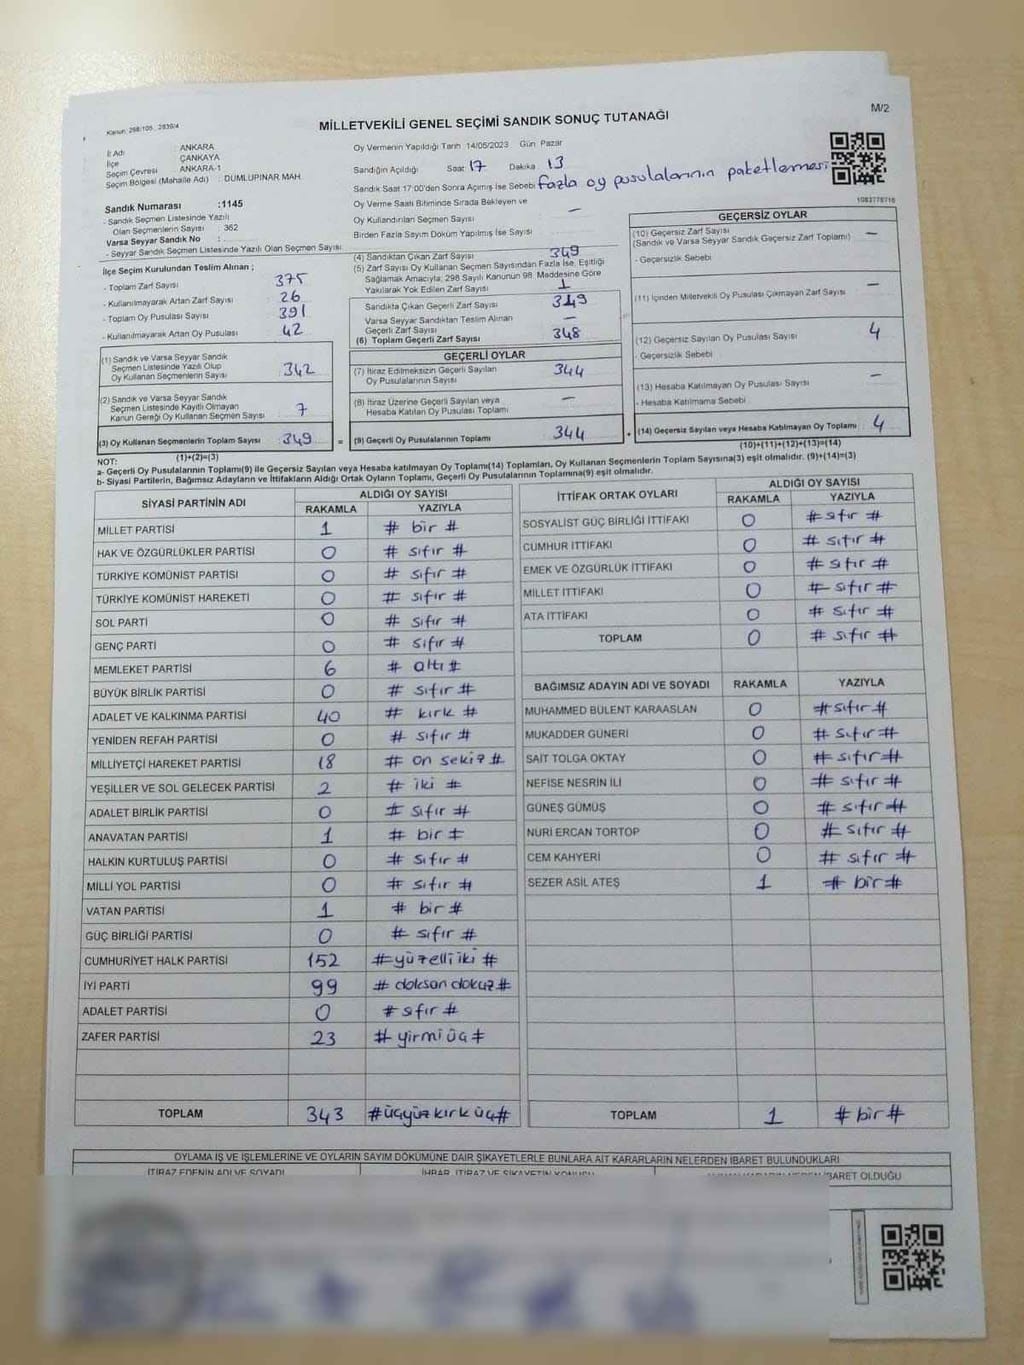 Kanun: 298/105, 2839/4
M/2
MİLLETVEKİLİ GENEL SEÇİMİ SANDIK SONUÇ TUTANAĞI
İl Adı : ANKARA
İlçe : ÇANKAYA
Seçim Çevresi : ANKARA-1
Seçim Bölgesi (Mahalle Adı) : DUMLUPINAR MAH.
Oy Vermenin Yapıldığı Tarih 14/05/2023 Gün Pazar
Sandığın Açıldığı Saat 17 Dakika 13
Sandık Saat 17:00'den Sonra Açımış İse Sebebi fazla oy pusulalarının paketlemesi
1083778716
Sandık Numarası :1145
- Sandık Seçmen Listesinde Yazılı
Olan Seçmenlerin Sayısı : 362
Varsa Seyyar Sandık No :
- Seyyar Sandık Seçmen Listesinde Yazılı Olan Seçmen Sayısı
Oy Verme Saati Bitiminde Sırada Bekleyen ve
Oy Kullandırılan Seçmen Sayısı —
Birden Fazla Sayım Döküm Yapılmış İse Sayısı
İlçe Seçim Kurulundan Teslim Alınan ;
- Toplam Zarf Sayısı 375
- Kullanılmayarak Artan Zarf Sayısı 26
- Toplam Oy Pusulası Sayısı 391
- Kullanılmayarak Artan Oy Pusulası 42
(1) Sandık ve Varsa Seyyar Sandık
Seçmen Listesinde Yazılı Olup
Oy Kullanan Seçmenlerin Sayısı 342
(2) Sandık ve Varsa Seyyar Sandık
Seçmen Listesinde Kayıtlı Olmayan
Kanun Gereği Oy Kullanan Seçmen Sayısı 7
(3) Oy Kullanan Seçmenlerin Toplam Sayısı 349
(1)+(2)=(3)
(4) Sandıktan Çıkan Zarf Sayısı 349
(5) Zarf Sayısı Oy Kullanan Seçmen Sayısından Fazla İse, Eşitliği
Sağlamak Amacıyla, 298 Sayılı Kanunun 98. Maddesine Göre
Yakılarak Yok Edilen Zarf Sayısı 1
Sandıkta Çıkan Geçerli Zarf Sayısı 349
Varsa Seyyar Sandıktan Teslim Alınan
Geçerli Zarf Sayısı —
(6) Toplam Geçerli Zarf Sayısı 348
GEÇERLİ OYLAR
(7) İtiraz Edilmeksizin Geçerli Sayılan
Oy Pusulalarının Sayısı 344
(8) İtiraz Üzerine Geçerli Sayılan veya
Hesaba Katılan Oy Pusulası Toplamı —
= (9) Geçerli Oy Pusulalarının Toplamı 344
GEÇERSİZ OYLAR
(10) Geçersiz Zarf Sayısı —
(Sandık ve Varsa Seyyar Sandık Geçersiz Zarf Toplamı)
- Geçersizlik Sebebi
(11) İçinden Milletvekili Oy Pusulası Çıkmayan Zarf Sayısı —
(12) Geçersiz Sayılan Oy Pusulası Sayısı 4
- Geçersizlik Sebebi
(13) Hesaba Katılmayan Oy Pusulası Sayısı —
- Hesaba Katılmama Sebebi
+ (14) Geçersiz Sayılan veya Hesaba Katılmayan Oy Toplamı 4
(10)+(11)+(12)+(13)=(14)
NOT:
a- Geçerli Oy Pusulalarının Toplamı(9) ile Geçersiz Sayılan veya Hesaba katılmayan Oy Toplamı(14) Toplamları, Oy Kullanan Seçmenlerin Toplam Sayısına(3) eşit olmalıdır. (9)+(14)=(3)
b- Siyasi Partilerin, Bağımsız Adayların ve İttifakların Aldığı Ortak Oyların Toplamı, Geçerli Oy Pusulalarının Toplamına(9) eşit olmalıdır.
SİYASİ PARTİNİN ADI ALDIĞI OY SAYISI
RAKAMLA YAZIYLA
MİLLET PARTİSİ 1 # bir #
HAK VE ÖZGÜRLÜKLER PARTİSİ 0 # sıfır #
TÜRKİYE KOMÜNİST PARTİSİ 0 # sıfır #
TÜRKİYE KOMÜNİST HAREKETİ 0 # sıfır #
SOL PARTİ 0 # sıfır #
GENÇ PARTİ 0 # sıfır #
MEMLEKET PARTİSİ 6 # altı #
BÜYÜK BİRLİK PARTİSİ 0 # sıfır #
ADALET VE KALKINMA PARTİSİ 40 # kırk #
YENİDEN REFAH PARTİSİ 0 # sıfır #
MİLLİYETÇİ HAREKET PARTİSİ 18 # on sekiz #
YEŞİLLER VE SOL GELECEK PARTİSİ 2 # iki #
ADALET BİRLİK PARTİSİ 0 # sıfır #
ANAVATAN PARTİSİ 1 # bir #
HALKIN KURTULUŞ PARTİSİ 0 # sıfır #
MİLLİ YOL PARTİSİ 0 # sıfır #
VATAN PARTİSİ 1 # bir #
GÜÇ BİRLİĞİ PARTİSİ 0 # sıfır #
CUMHURİYET HALK PARTİSİ 152 # yüzelli iki #
İYİ PARTİ 99 # doksan dokuz #
ADALET PARTİSİ 0 # sfır #
ZAFER PARTİSİ 23 # yirmi üç #
TOPLAM 343 # üçyüz kırk üç #
İTTİFAK ORTAK OYLARI ALDIĞI OY SAYISI
RAKAMLA YAZIYLA
SOSYALİST GÜÇ BİRLİĞİ İTTİFAKI 0 # sıfır #
CUMHUR İTTİFAKI 0 # sıfır #
EMEK VE ÖZGÜRLÜK İTTİFAKI 0 # sıfır #
MİLLET İTTİFAKI 0 # sıfır #
ATA İTTİFAKI 0 # sıfır #
TOPLAM 0 # sıfır #
BAĞIMSIZ ADAYIN ADI VE SOYADI RAKAMLA YAZIYLA
MUHAMMED BÜLENT KARAASLAN 0 # sıfır #
MUKADDER GÜNERİ 0 # sıfır #
SAİT TOLGA OKTAY 0 # sıfır #
NEFİSE NESRİN İLİ 0 # sıfır #
GÜNEŞ GÜMÜŞ 0 # sıfır #
NURİ ERCAN TORTOP 0 # sıfır #
CEM KAHYERİ 0 # sıfır #
SEZER ASİL ATEŞ 1 # bir #
TOPLAM 1 # bir #
OYLAMA İŞ VE İŞLEMLERİNE VE OYLARIN SAYIM DÖKÜMÜNE DAİR ŞİKAYETLERLE BUNLARA AİT KARARLARIN NELERDEN İBARET BULUNDUKLARI
İTİRAZ EDENİN ADI VE SOYADI İHBAR, İTİRAZ VE ŞİKAYETİN KONUSU İBARET OLDUĞU